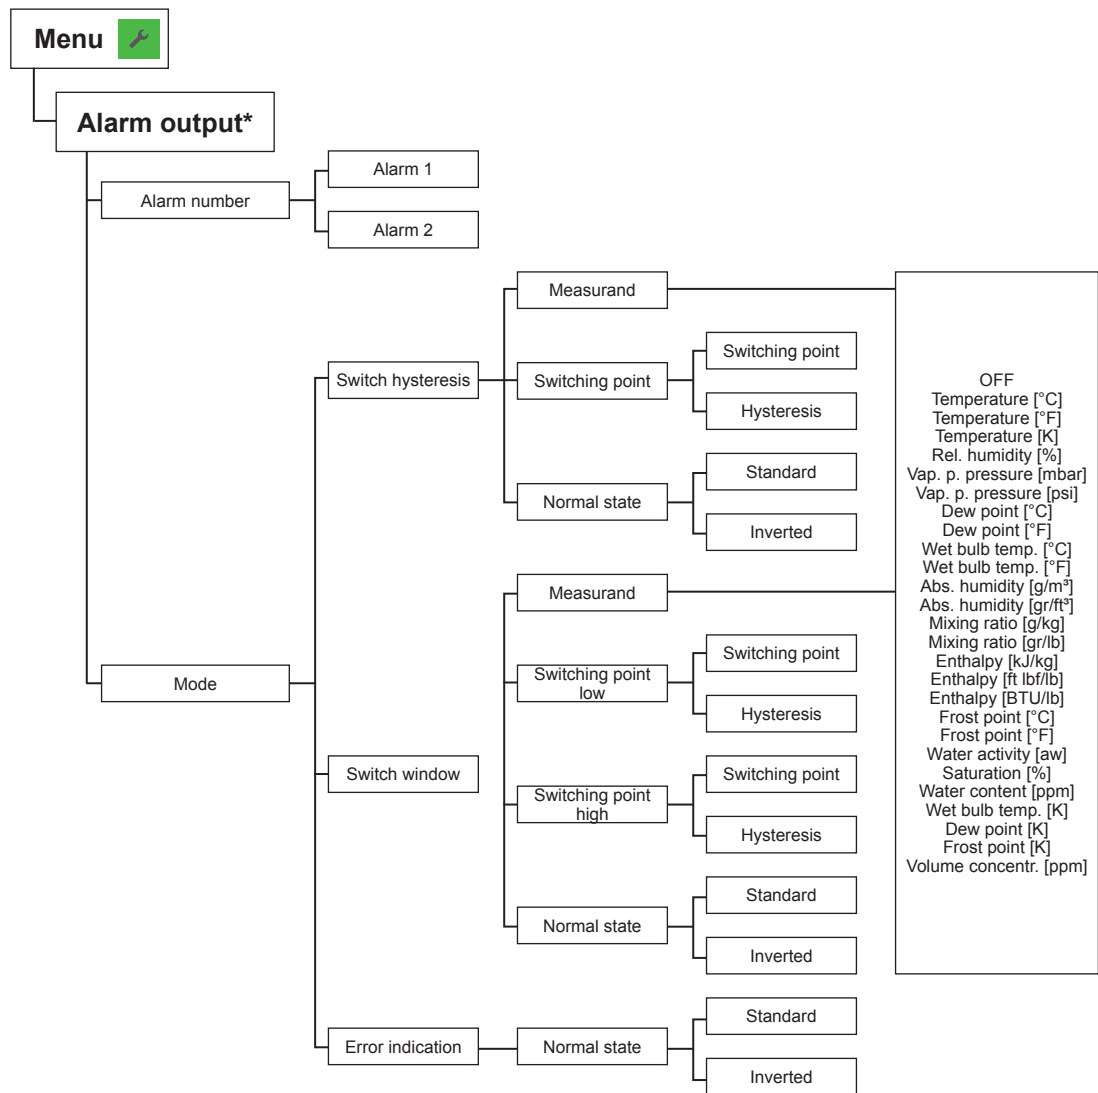 Menu
Alarm output*
Alarm number
Alarm 1
Alarm 2
Mode
Switch hysteresis
Measurand
Switching point
Switching point
Hysteresis
Normal state
Standard
Inverted
Switch window
Measurand
Switching point
low
Switching point
Hysteresis
Switching point
high
Switching point
Hysteresis
Normal state
Standard
Inverted
Error indication
Normal state
Standard
Inverted
OFF
Temperature [°C]
Temperature [°F]
Temperature [K]
Rel. humidity [%]
Vap. p. pressure [mbar]
Vap. p. pressure [psi]
Dew point [°C]
Dew point [°F]
Wet bulb temp. [°C]
Wet bulb temp. [°F]
Abs. humidity [g/m³]
Abs. humidity [gr/ft³]
Mixing ratio [g/kg]
Mixing ratio [gr/lb]
Enthalpy [kJ/kg]
Enthalpy [ft lbf/lb]
Enthalpy [BTU/lb]
Frost point [°C]
Frost point [°F]
Water activity [aw]
Saturation [%]
Water content [ppm]
Wet bulb temp. [K]
Dew point [K]
Frost point [K]
Volume concentr. [ppm]